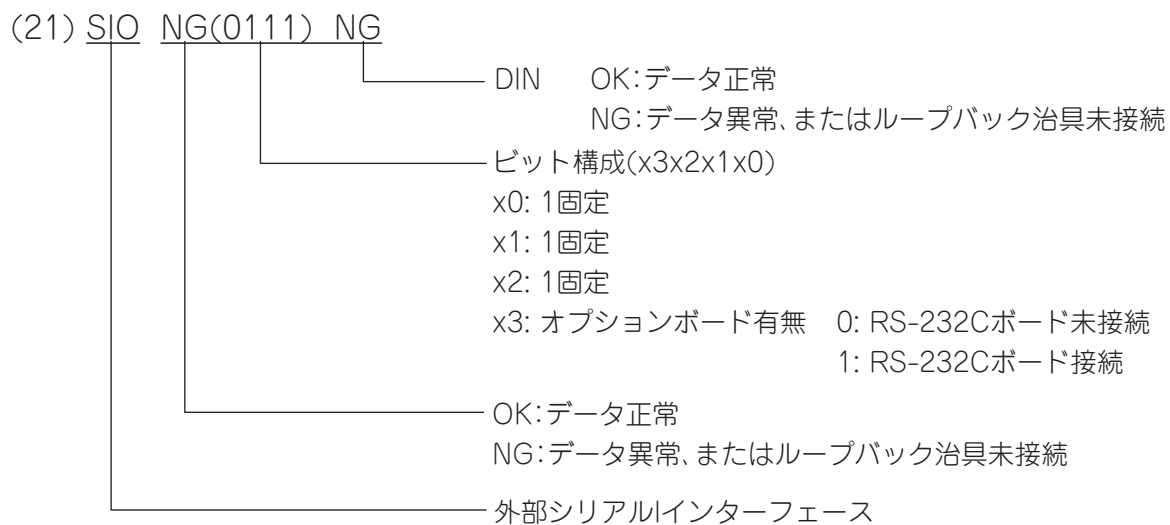 (21) SIO NG(0111) NG
DIN OK:データ正常
NG:データ異常、またはループバック治具未接続
ビット構成(x3x2x1x0)
x0: 1固定
x1: 1固定
x2: 1固定
x3: オプションボード有無 0: RS-232Cボード未接続
1: RS-232Cボード接続
OK:データ正常
NG:データ異常、またはループバック治具未接続
外部シリアルIインターフェース